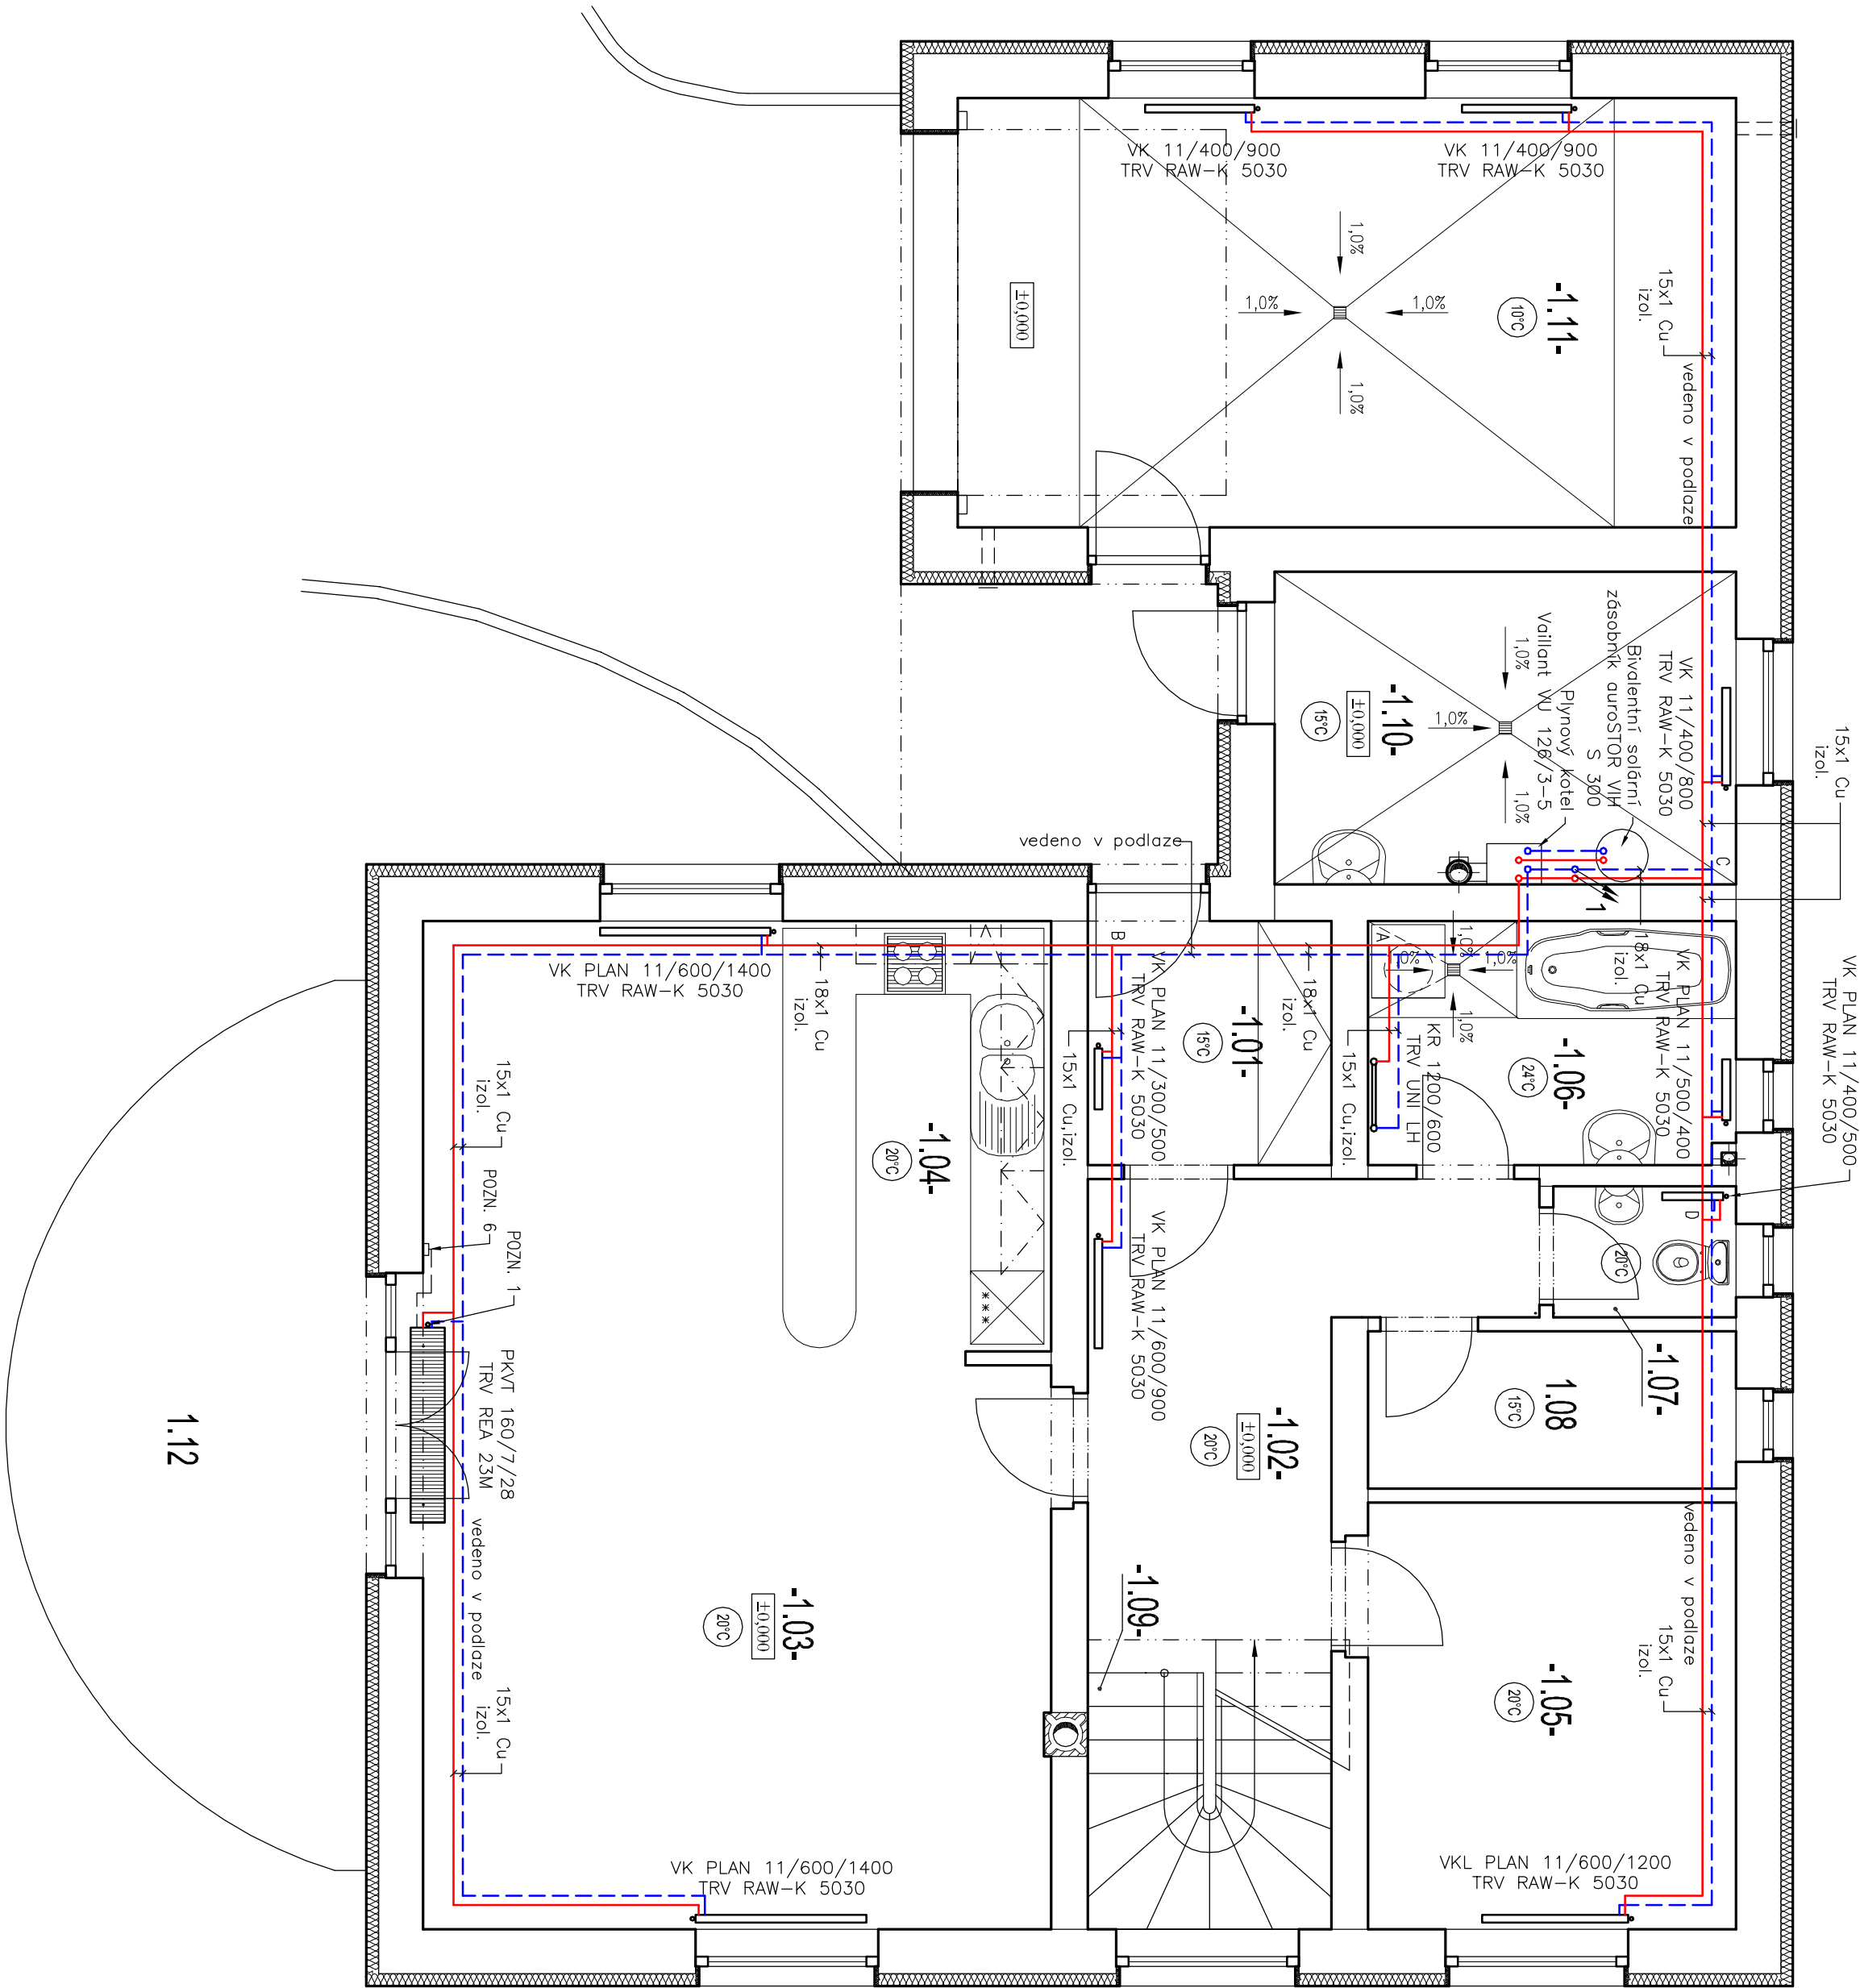 VK 11/400/900
TRV RAW-K 5030
VK 11/400/900
TRV RAW-K 5030
1,0%
1,0%
1,0%
1,0%
±0,000
-1.11-
10°C
15x1 Cu
izol.
vedeno v podlaze
VK 11/400/800
TRV RAW-K 5030
Bivalentní solární
zásobník auroSTOR VIH
S 300
Plynový kotel
Vaillant VU 126/3-5
1,0%
1,0%
1,0%
-1.10-
±0,000
15°C
15x1 Cu
izol.
C
1
vedeno v podlaze
VK PLAN 11/400/500
TRV RAW-K 5030
VK PLAN 11/500/400
TRV RAW-K 5030
18x1 Cu
izol.
A
1,0%
1,0%
1,0%
1,0%
KR 1200/600
TRV UNI LH
-1.06-
24°C
15x1 Cu,izol.
18x1 Cu
izol.
-1.01-
15°C
B
VK PLAN 11/300/500
TRV RAW-K 5030
15x1 Cu,izol.
VK PLAN 11/600/1400
TRV RAW-K 5030
18x1 Cu
izol.
-1.04-
20°C
15x1 Cu
izol.
POZN. 6
POZN. 1
PKVT 160/7/28
TRV REA 23M
vedeno v podlaze
15x1 Cu
izol.
1.12
VK PLAN 11/600/900
TRV RAW-K 5030
-1.02-
±0,000
20°C
D
20°C
-1.07-
1.08
15°C
vedeno v podlaze
15x1 Cu
izol.
-1.05-
20°C
-1.09-
-1.03-
±0,000
20°C
VK PLAN 11/600/1400
TRV RAW-K 5030
VKL PLAN 11/600/1200
TRV RAW-K 5030